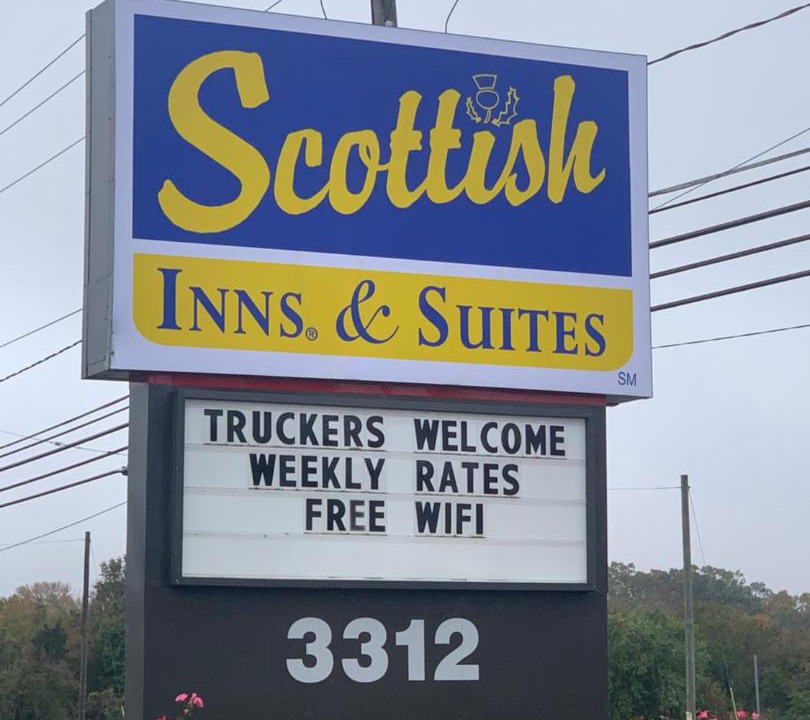 Scottish
INNS® & SUITES
SM
TRUCKERS WELCOME
WEEKLY RATES
FREE WIFI
3312